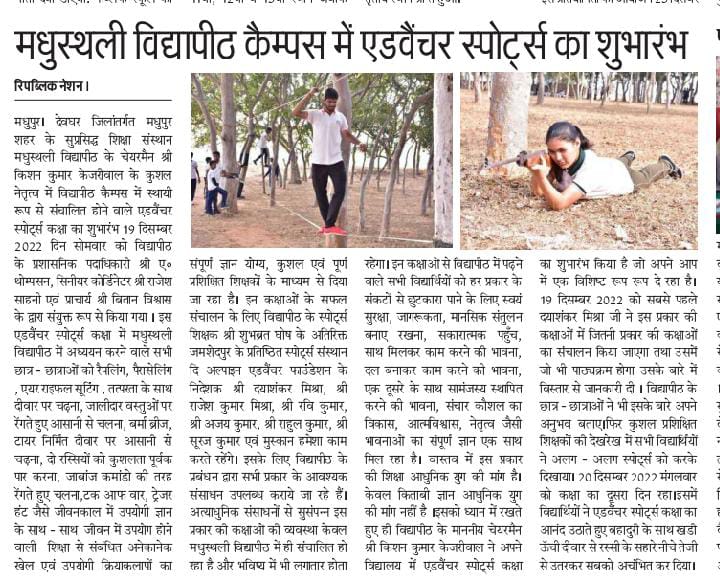 मधुस्थली विद्यापीठ कैम्पस में एडवैंचर स्पोर्ट्स का शुभारंभ
रिपब्लिक नेशन।
मधुपुर। देवघर जिलांतर्गत मधुपुर
शहर के सुप्रसिद्ध शिक्षा संस्थान
मधुस्थली विद्यापीठ के चेयरमैन श्री
किशन कुमार केजरीवाल के कुशल
नेतृत्व में विद्यापीठ कैम्पस में स्थायी
रूप से संचालित होने वाले एडवैंचर
स्पोर्ट्स कक्षा का शुभारंभ 19 दिसम्बर
2022 दिन सोमवार को विद्यापीठ
के प्रशासनिक पदाधिकारी श्री ए०
थोम्पसन, सिनीयर कोर्डिनेटर श्री राजेश
साहनी एवं प्राचार्य श्री बितान विश्वास
के द्वारा संयुक्त रूप से किया गया । इस
एडवैंचर स्पोर्ट्स कक्षा में मधुस्थली
विद्यापीठ में अध्ययन करने वाले सभी
छात्र - छात्राओं को रैस्लिंग, पैरासेलिंग
, एयर राइफल सूटिंग , तत्परता के साथ
दीवार पर चढ़ना, जालीदार वस्तुओं पर
रेंगते हुए आसानी से चलना, बर्मा ब्रीज,
टायर निर्मित दीवार पर आसानी से
चढ़ना, दो रस्सियों को कुशलता पूर्वक
पार करना, जाबांज कमांडो की तरह
रेंगते हुए चलना,टक आफ वार, ट्रेजर
हंट जैसे जीवनकाल में उपयोगी ज्ञान
के साथ - साथ जीवन में उपयोग होने
वाली शिक्षा से संबंधित अनेकानेक
खेल एवं उपयोगी क्रियाकलापों का
संपूर्ण ज्ञान योग्य, कुशल एवं पूर्ण
प्रशिक्षित शिक्षकों के माध्यम से दिया
जा रहा है। इन कक्षाओं के सफल
संचालन के लिए विद्यापीठ के स्पोर्ट्स
शिक्षक श्री शुभब्रत घोष के अतिरिक्त
जमशेदपुर के प्रतिष्ठित स्पोर्ट्स संस्थान
दि अल्पाइन एडवैंचर फाउंडेशन के
निदेशक श्री दयाशंकर मिश्रा, श्री
राजेश कुमार मिश्रा, श्री रवि कुमार,
श्री अजय कुमार, श्री राहुल कुमार, श्री
सूरज कुमार एवं मुस्कान हमेशा काम
करते रहेंगे। इसके लिए विद्यापीठ के
प्रबंधन द्वारा सभी प्रकार के आवश्यक
संसाधन उपलब्ध कराये जा रहे हैं।
अत्याधुनिक संसाधनों से सुसंपन्न इस
प्रकार की कक्षाओं की व्यवस्था केवल
मधुस्थली विद्यापीठ में ही संचालित हो
रहा है और भविष्य में भी लगातार होता
रहेगा। इन कक्षाओं से विद्यापीठ में पढ़ने
वाले सभी विद्यार्थियों को हर प्रकार के
संकटों से छुटकारा पाने के लिए स्वयं
सुरक्षा, जागरूकता, मानसिक संतुलन
बनाए रखना, सकारात्मक पहुँच,
साथ मिलकर काम करने की भावना,
दल बनाकर काम करने की भावना,
एक दूसरे के साथ सामंजस्य स्थापित
करने की भावना, संचार कौशल का
विकास, आत्मविश्वास, नेतृत्व जैसी
भावनाओं का संपूर्ण ज्ञान एक साथ
मिल रहा है। वास्तव में इस प्रकार
की शिक्षा आधुनिक युग की मांग है।
केवल किताबी ज्ञान आधुनिक युग
की मांग नहीं है ।इसको ध्यान में रखते
हुए ही विद्यापीठ के माननीय चेयरमैन
श्री किशन कुमार केजरीवाल ने अपने
विद्यालय में एडवैंचर स्पोर्ट्स कक्षा
का शुभारंभ किया है जो अपने आप
में एक विशिष्ट रूप रूप दे रहा है।
19 दिसम्बर 2022 को सबसे पहले
दयाशंकर मिश्रा जी ने इस प्रकार की
कक्षाओं में जितनी प्रकार की कक्षाओं
का संचालन किया जाएगा तथा उसमें
जो भी पाठ्यक्रम होगा उसके बारे में
विस्तार से जानकारी दी । विद्यापीठ के
छात्र - छात्राओं ने भी इसके बारे अपने
अनुभव बताए।फिर कुशल प्रशिक्षित
शिक्षकों की देखरेख में सभी विद्यार्थियों
ने अलग - अलग स्पोर्ट्स को करके
दिखाया। 20 दिसम्बर 2022 मंगलवार
को कक्षा का दूसरा दिन रहा।इसमें
विद्यार्थियों ने एडवैंचर स्पोर्ट्स कक्षा का
आनंद उठाते हुए बहादुरी के साथ खड़ी
ऊँची दीवार से रस्सी के सहारे नीचे तेजी
से उतरकर सबको अचंभित कर दिया।